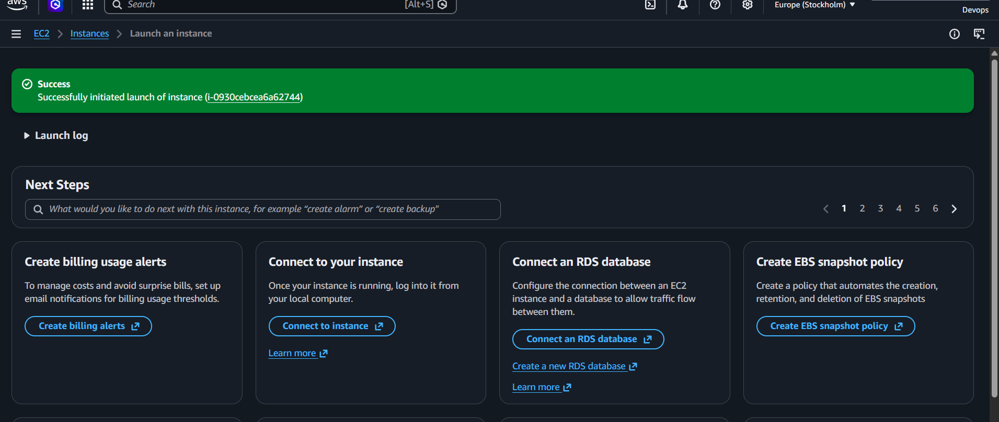 aws
Search
[Alt+S]
Europe (Stockholm)
Devops
EC2
Instances
Launch an instance
Success
Successfully initiated launch of instance (i-0930cebcea6a62744)
Launch log
Next Steps
What would you like to do next with this instance, for example “create alarm” or “create backup"
1 2 3 4 5 6
Create billing usage alerts
To manage costs and avoid surprise bills, set up
email notifications for billing usage thresholds.
Create billing alerts
Connect to your instance
Once your instance is running, log into it from
your local computer.
Connect to instance
Learn more
Connect an RDS database
Configure the connection between an EC2
instance and a database to allow traffic flow
between them.
Connect an RDS database
Create a new RDS database
Learn more
Create EBS snapshot policy
Create a policy that automates the creation,
retention, and deletion of EBS snapshots
Create EBS snapshot policy